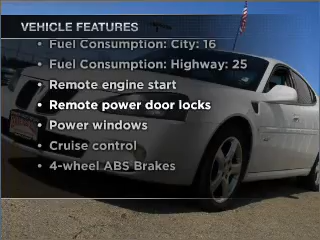 VEHICLE FEATURES
• Fuel Consumption: City: 16
• Fuel Consumption: Highway: 25
• Remote engine start
• Remote power door locks
• Power windows
• Cruise control
• 4-wheel ABS Brakes